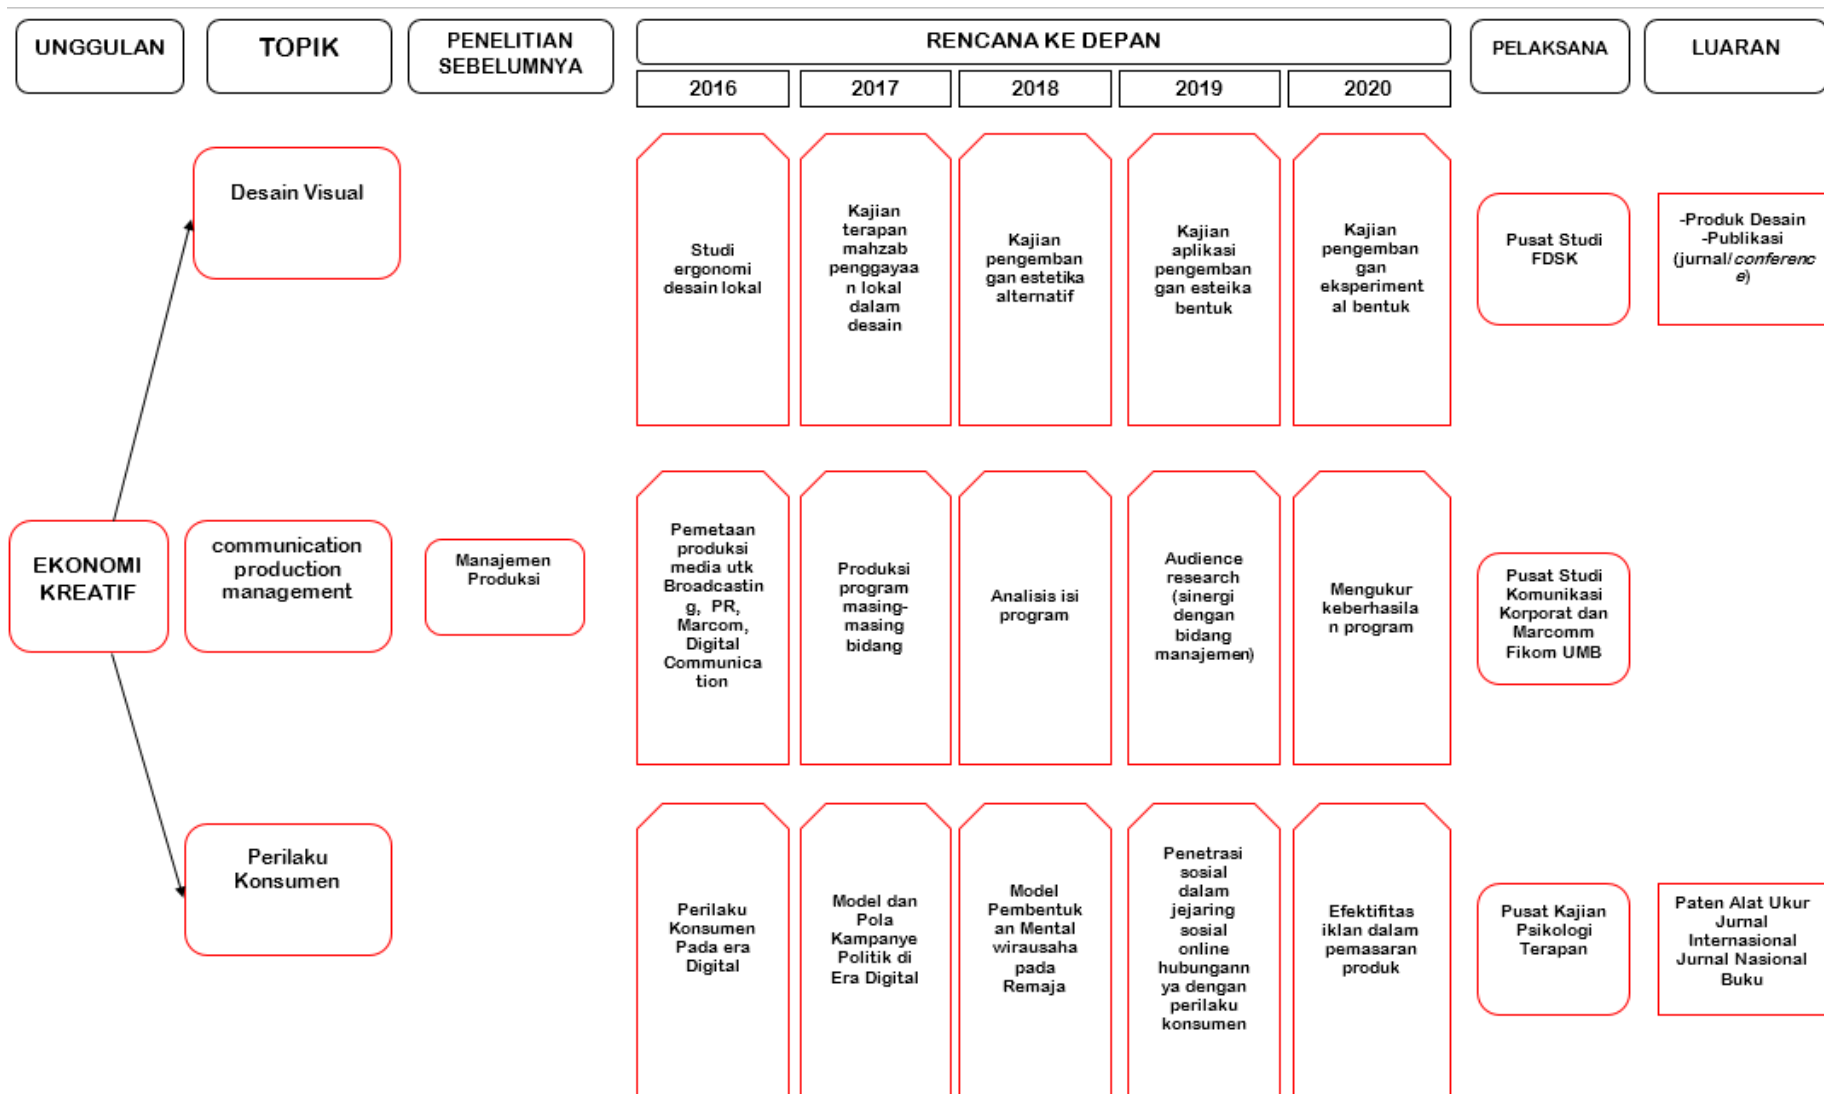 UNGGULAN
TOPIK
PENELITIAN
SEBELUMNYA
RENCANA KE DEPAN
2016
2017
2018
2019
2020
PELAKSANA
LUARAN
Desain Visual
Studi
ergonomi
desain lokal
Kajian
terapan
mahzab
penggayaa
n lokal
dalam
desain
Kajian
pengemban
gan estetika
alternatif
Kajian
aplikasi
pengemban
gan esteika
bentuk
Kajian
pengemban
gan
eksperiment
al bentuk
Pusat Studi
FDSK
-Produk Desain
-Publikasi
(jurnal/conferenc
e)
EKONOMI
KREATIF
communication
production
management
Manajemen
Produksi
Pemetaan
produksi
media utk
Broadcastin
g, PR,
Marcom,
Digital
Communica
tion
Produksi
program
masing-
masing
bidang
Analisis isi
program
Audience
research
(sinergi
dengan
bidang
manajemen)
Mengukur
keberhasila
n program
Pusat Studi
Komunikasi
Korporat dan
Marcomm
Fikom UMB
Perilaku
Konsumen
Perilaku
Konsumen
Pada era
Digital
Model dan
Pola
Kampanye
Politik di
Era Digital
Model
Pembentuk
an Mental
wirausaha
pada
Remaja
Penetrasi
sosial
dalam
jejaring
sosial
online
hubungann
ya dengan
perilaku
konsumen
Efektifitas
iklan dalam
pemasaran
produk
Pusat Kajian
Psikologi
Terapan
Paten Alat Ukur
Jurnal
Internasional
Jurnal Nasional
Buku